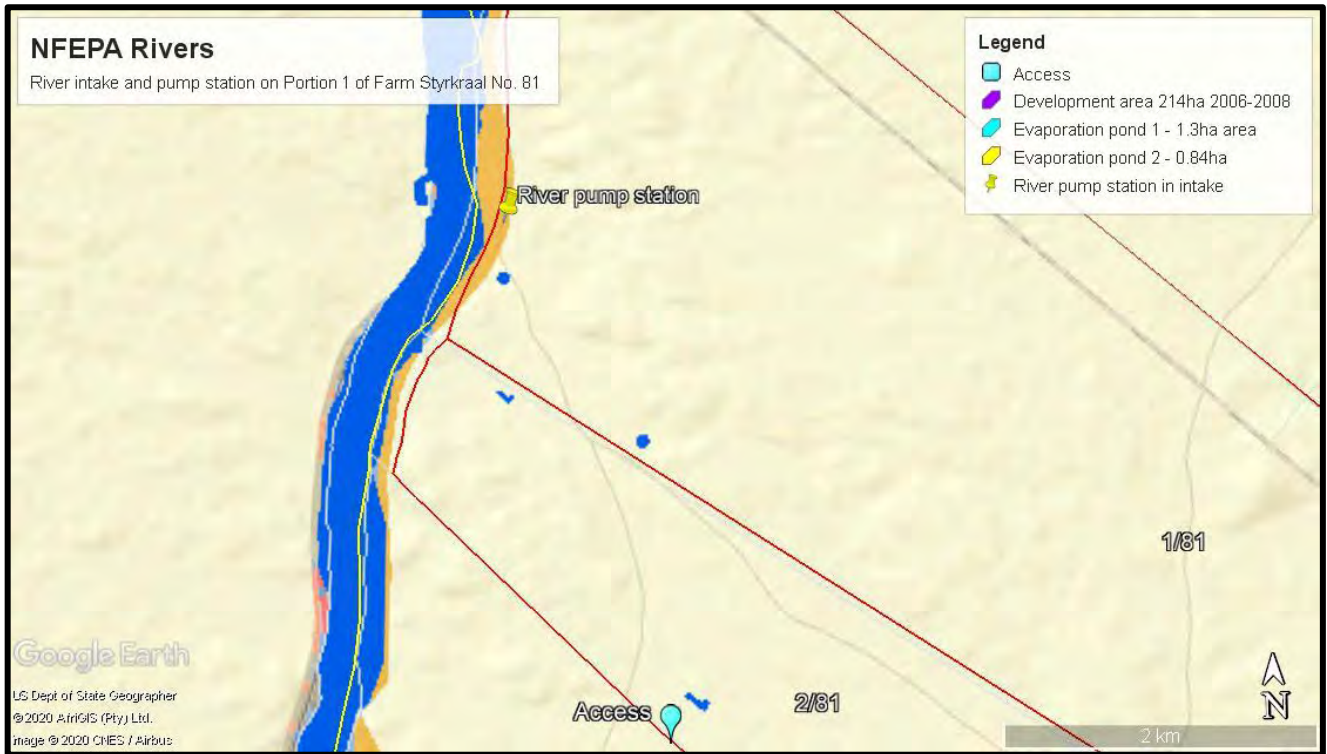 NFEPA Rivers
River intake and pump station on Portion 1 of Farm Styrkraal No. 81
Legend
Access
Development area 214ha 2006-2008
Evaporation pond 1 - 1.3ha area
Evaporation pond 2 - 0.84ha
River pump station in intake
River pump station
1/81
2/81
Access
Google Earth
US Dept of State Geographer
©2020 AfriGIS (Pty) Ltd.
Image © 2020 CNES / Airbus
N
2 km